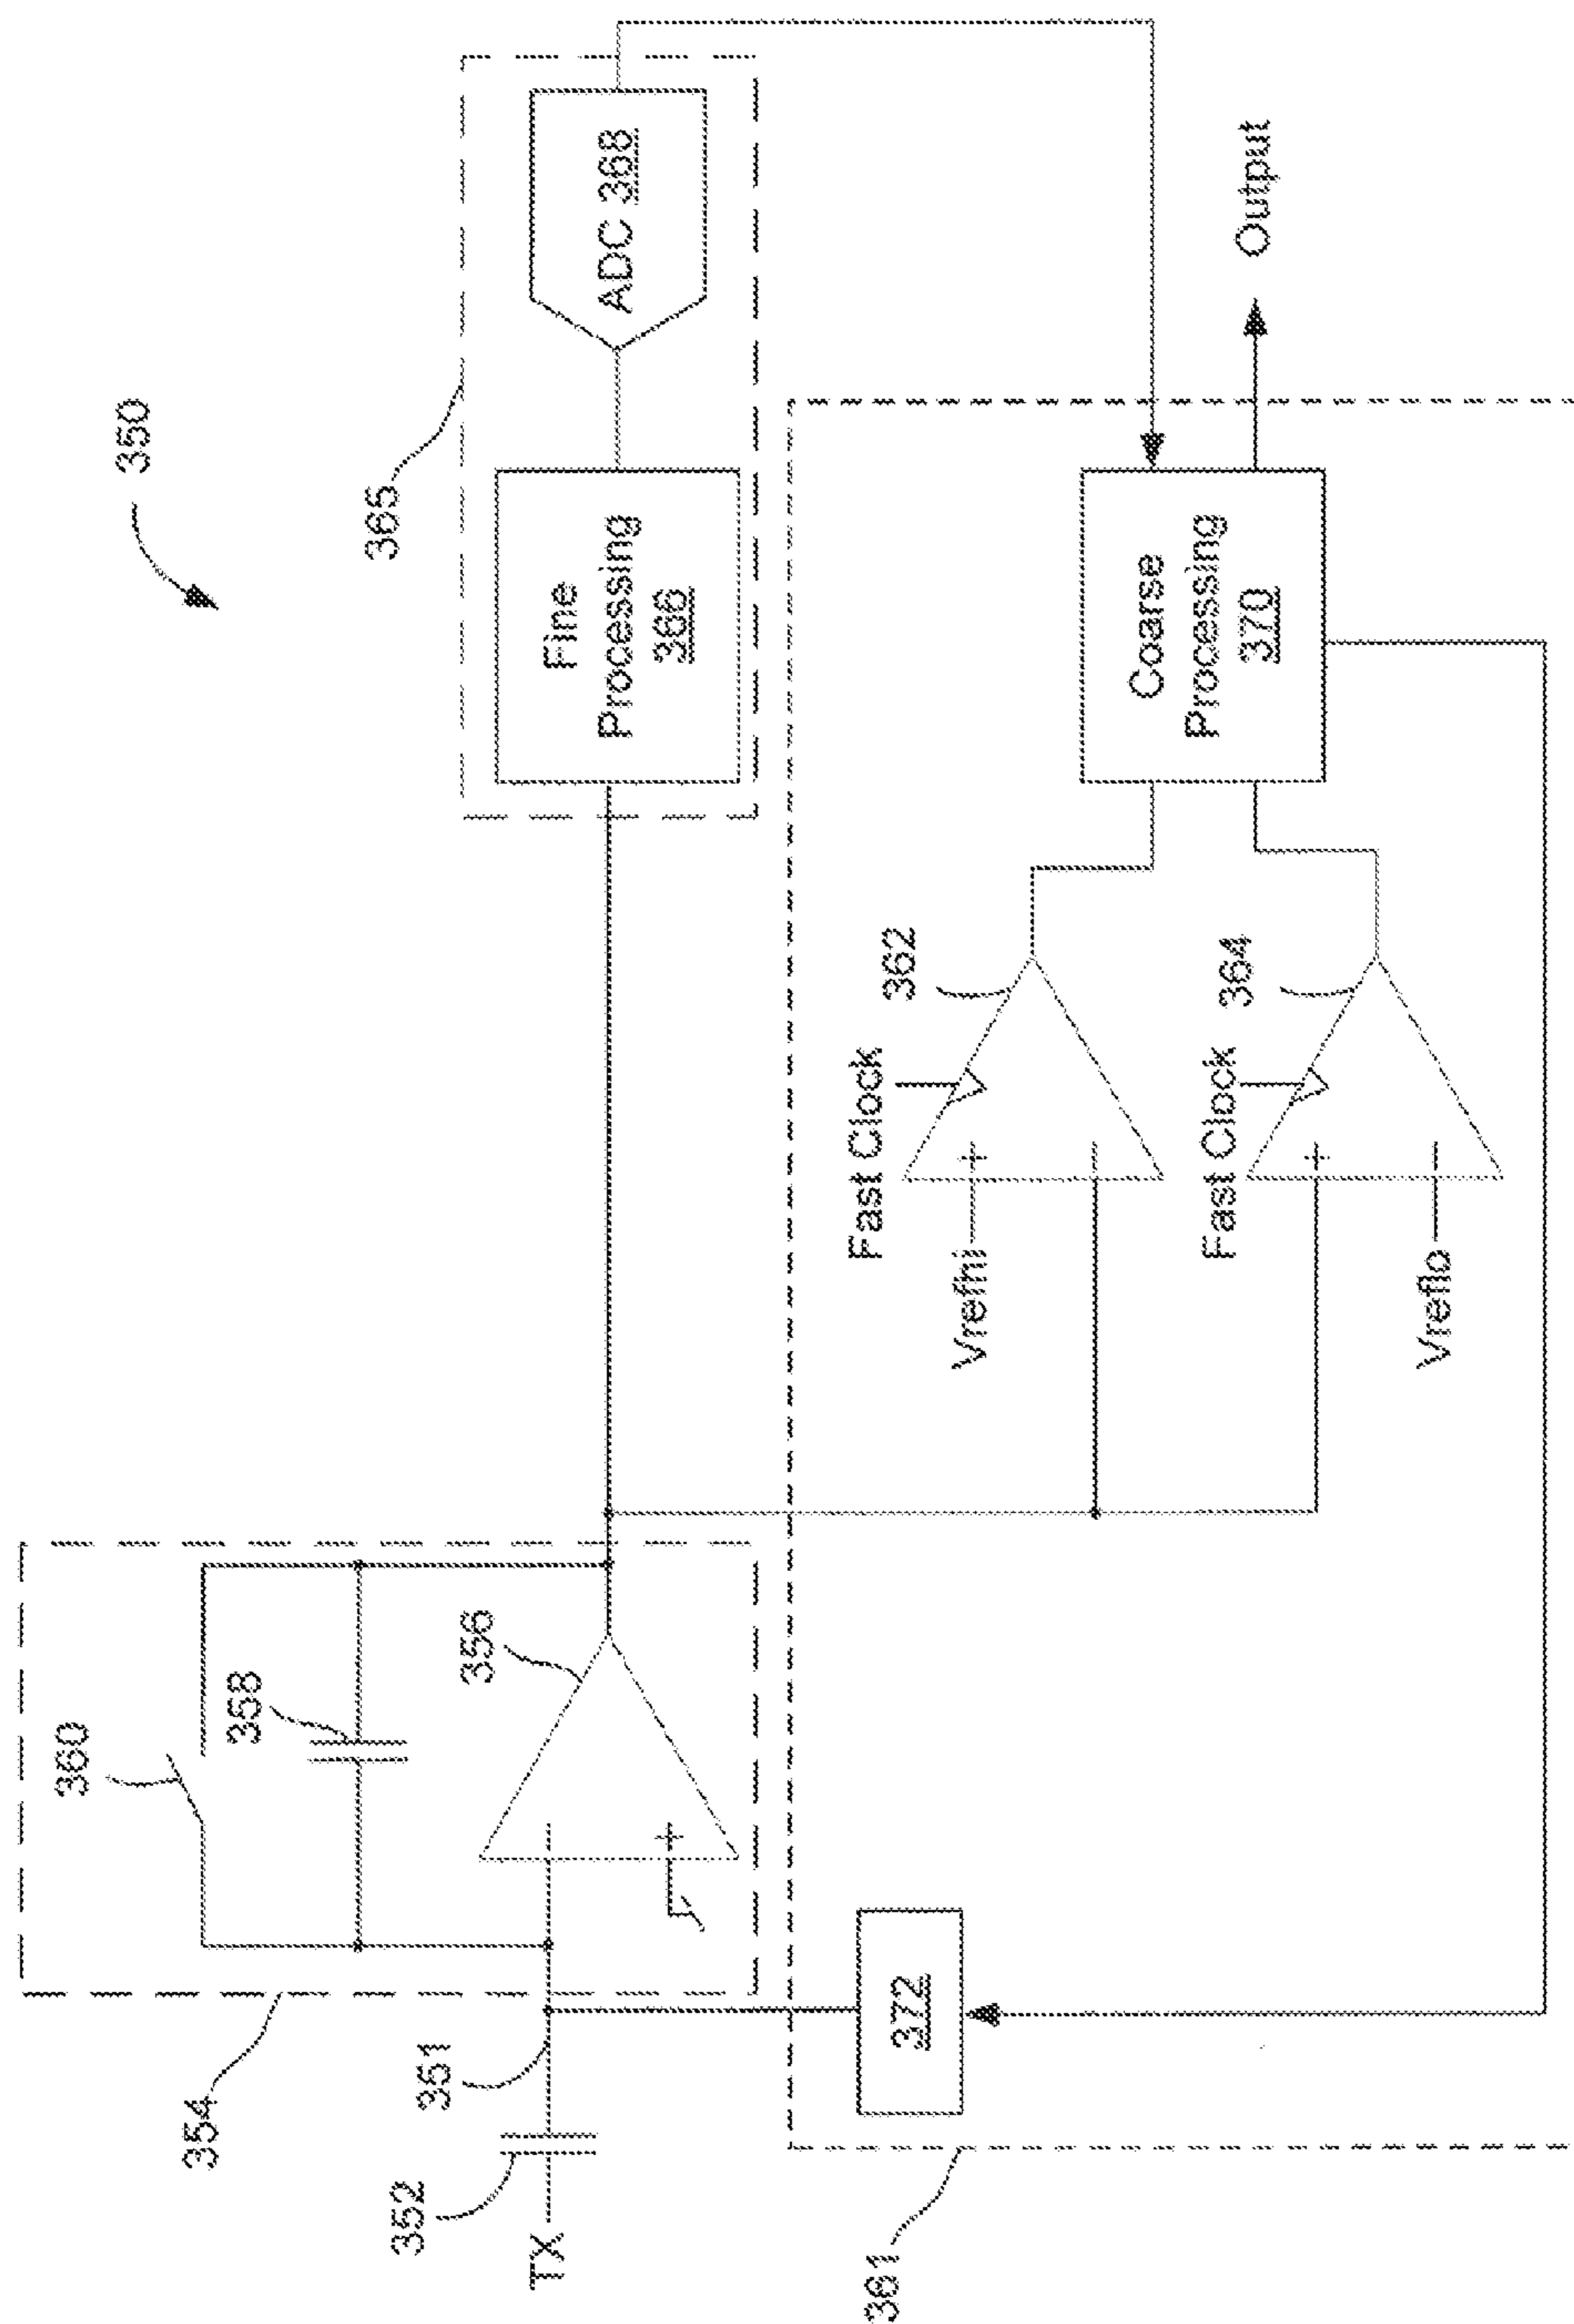 350
365
ADC 368
Fine
Processing
366
354
360
358
356
351
352
TX
Fast Clock
362
Vrefhi
Fast Clock
364
Vreflo
Coarse
Processing
370
Output
372
381